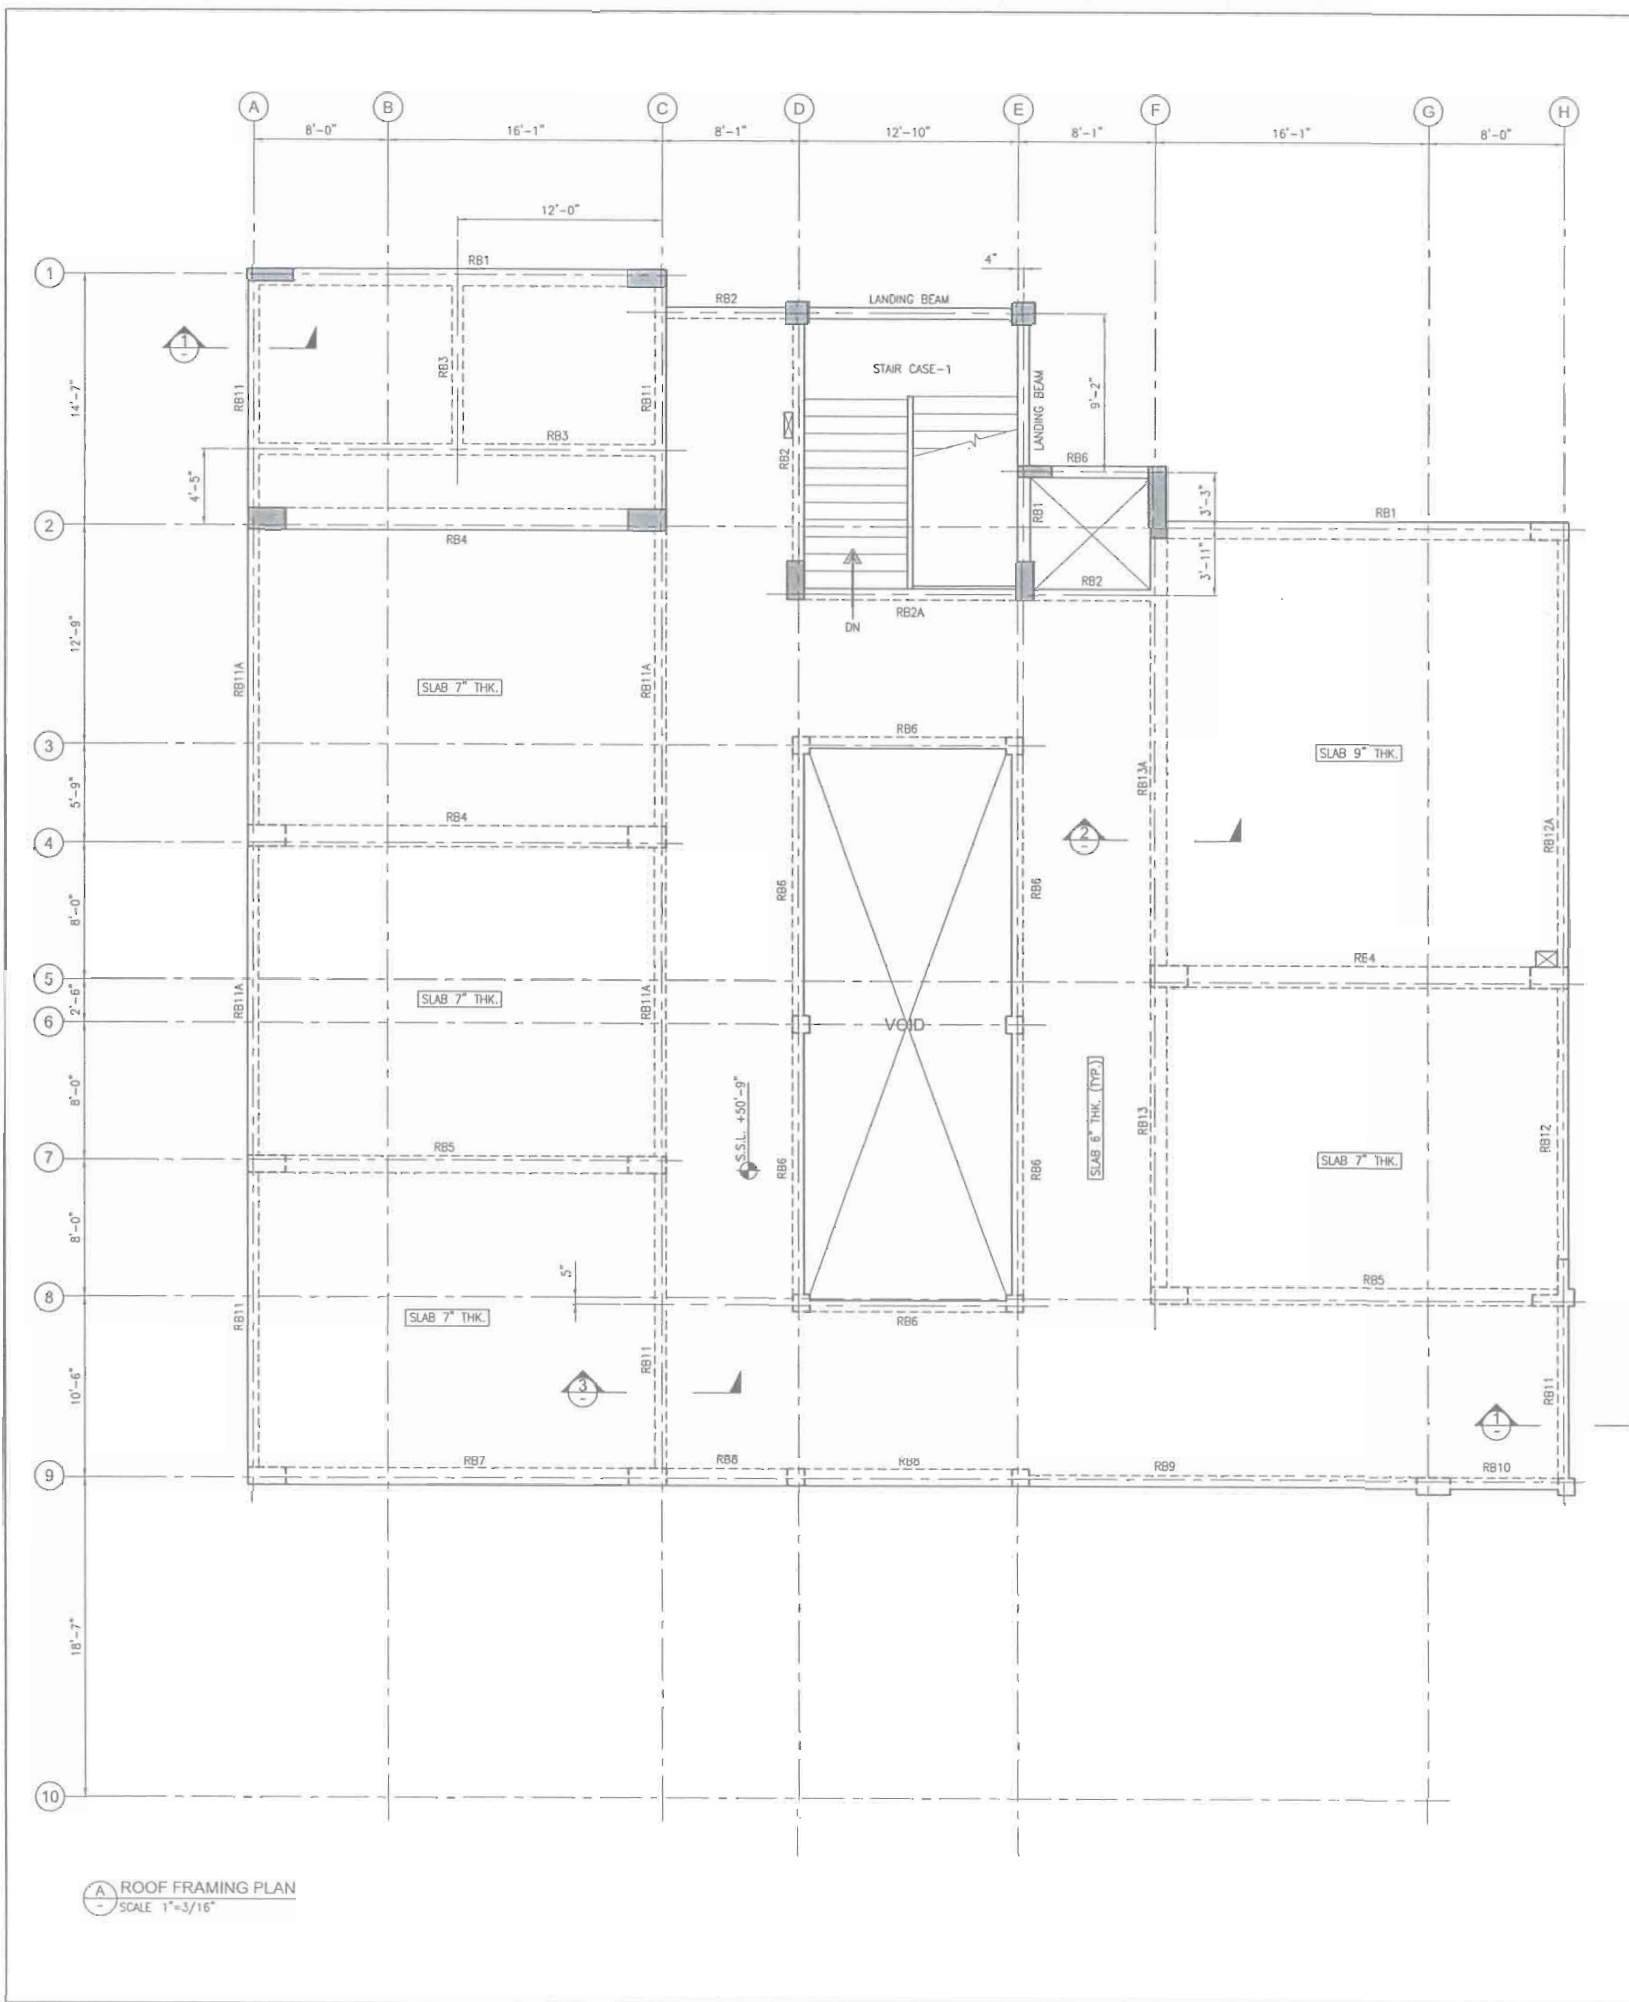 A B C D E F G H
8'-0" 16'-1" 8'-1" 12'-10" 8'-1" 16'-1" 8'-0"
12'-0"
1
RB1
4"
RB2
LANDING BEAM
1
-
STAIR CASE-1
RB11
RB3
RB11
LANDING BEAM
9'-2"
14'-7"
RB3
RB2
RB6
4'-5"
RB1
3'-3"
2
RB4
RB1
3'-11"
RB2
RB2A
DN
12'-9"
RB11A
SLAB 7" THK.
RB11A
3
RB6
SLAB 9" THK.
RB13A
5'-9"
RB4
4
2
-
RB12A
8'-0"
RB6
RB6
RB4
5
2'-6"
RB11A
SLAB 7" THK.
RB11A
6
VOID
8'-0"
S.S.L. +50'-9"
SLAB 6" THK. (TYP.)
RB13
RB12
RB5
7
RB6
RB6
SLAB 7" THK.
8'-0"
5"
RB5
8
RB11
SLAB 7" THK.
RB6
RB11
10'-6"
3
-
RB11
1
-
RB7
RB8
RB8
RB9
RB10
9
18'-7"
10
A
-
ROOF FRAMING PLAN
SCALE 1"=3/16"